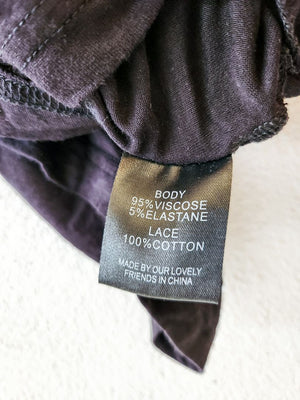 BODY
95%VISCOSE
5%ELASTANE
LACE
100%COTTON
MADE BY OUR LOVELY
FRIENDS IN CHINA